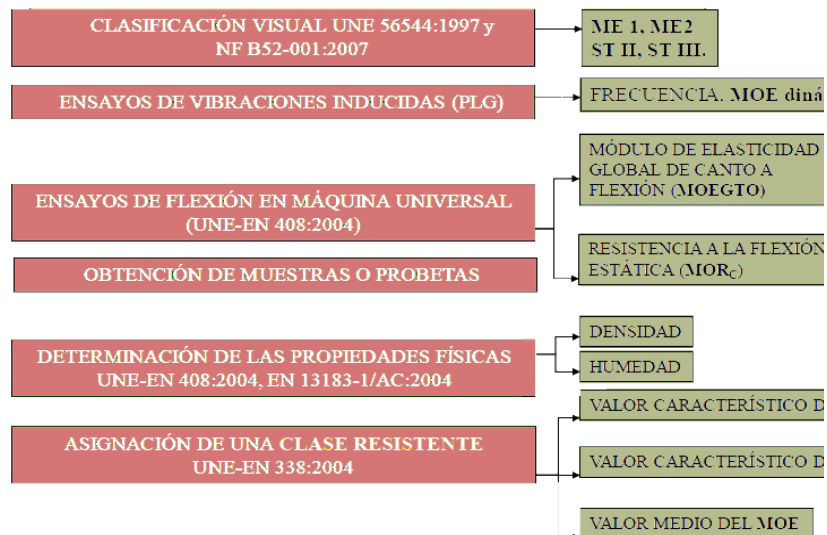 CLASIFICACIÓN VISUAL UNE 56544:1997 y
NF B52-001:2007
ME 1, ME2
ST II, ST III.
ENSAYOS DE VIBRACIONES INDUCIDAS (PLG)
FRECUENCIA. MOE diná
ENSAYOS DE FLEXIÓN EN MÁQUINA UNIVERSAL
(UNE-EN 408:2004)
MÓDULO DE ELASTICIDAD
GLOBAL DE CANTO A
FLEXIÓN (MOEGTO)
RESISTENCIA A LA FLEXIÓN
ESTÁTICA (MORC)
OBTENCIÓN DE MUESTRAS O PROBETAS
DETERMINACIÓN DE LAS PROPIEDADES FÍSICAS
UNE-EN 408:2004, EN 13183-1/AC:2004
DENSIDAD
HUMEDAD
ASIGNACIÓN DE UNA CLASE RESISTENTE
UNE-EN 338:2004
VALOR CARACTERÍSTICO D
VALOR CARACTERÍSTICO D
VALOR MEDIO DEL MOE